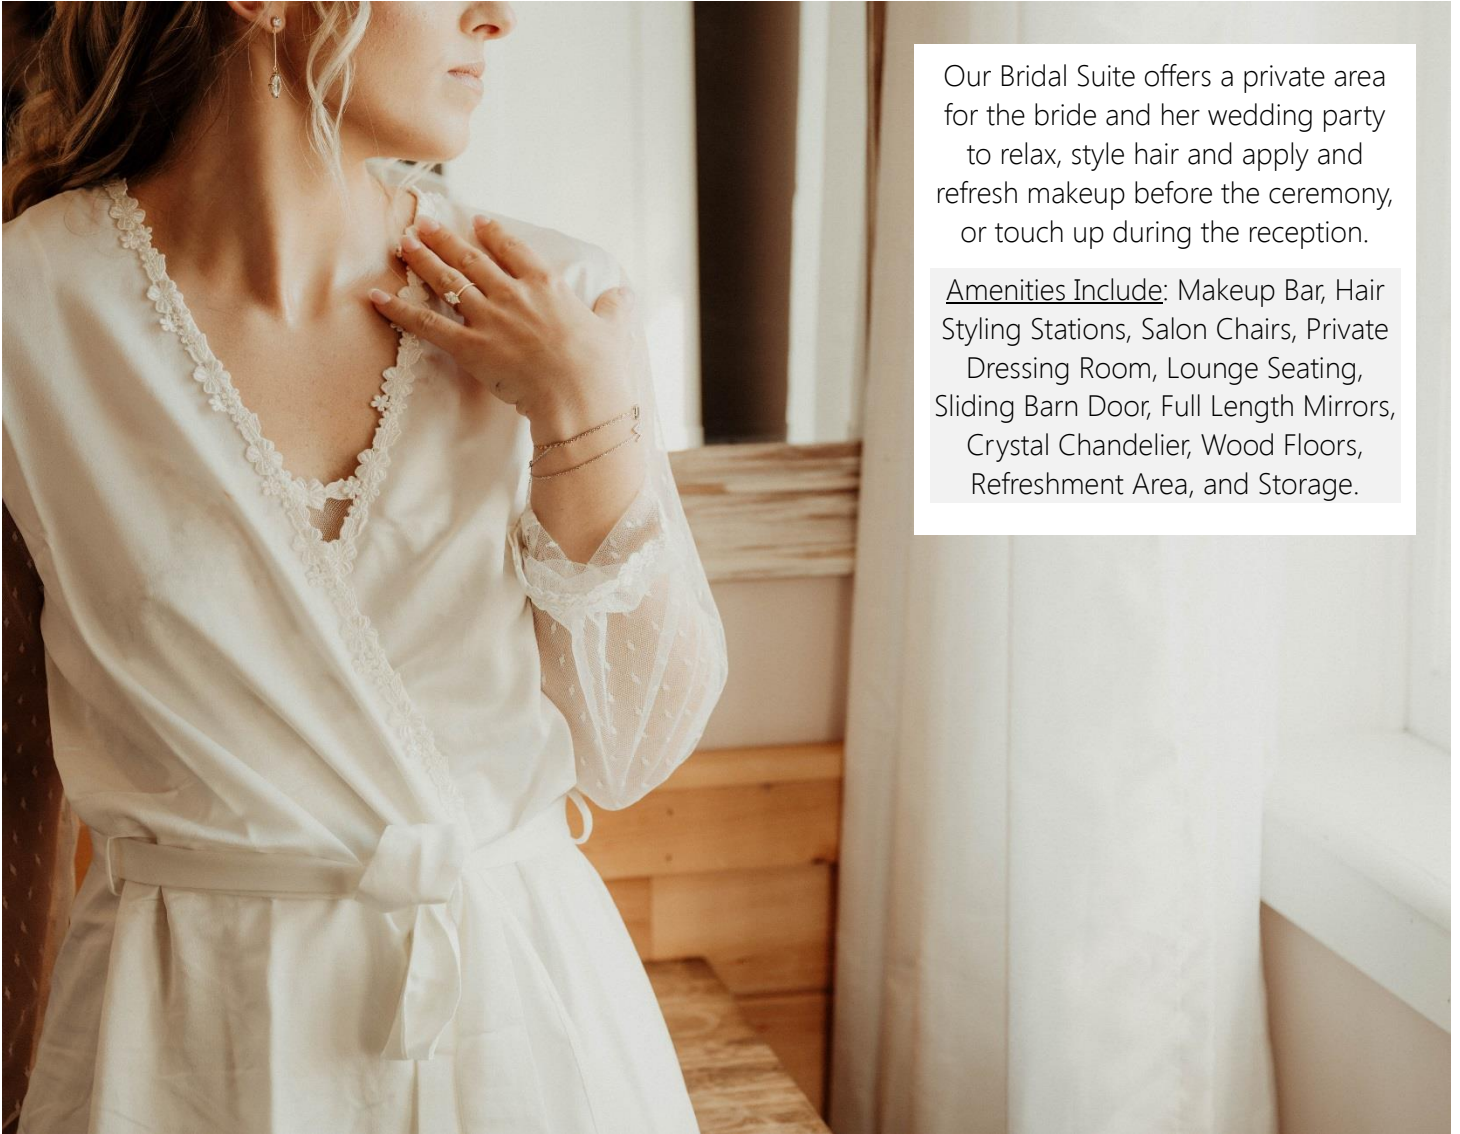 Our Bridal Suite offers a private area
for the bride and her wedding party
to relax, style hair and apply and
refresh makeup before the ceremony,
or touch up during the reception.
Amenities Include: Makeup Bar, Hair
Styling Stations, Salon Chairs, Private
Dressing Room, Lounge Seating,
Sliding Barn Door, Full Length Mirrors,
Crystal Chandelier, Wood Floors,
Refreshment Area, and Storage.